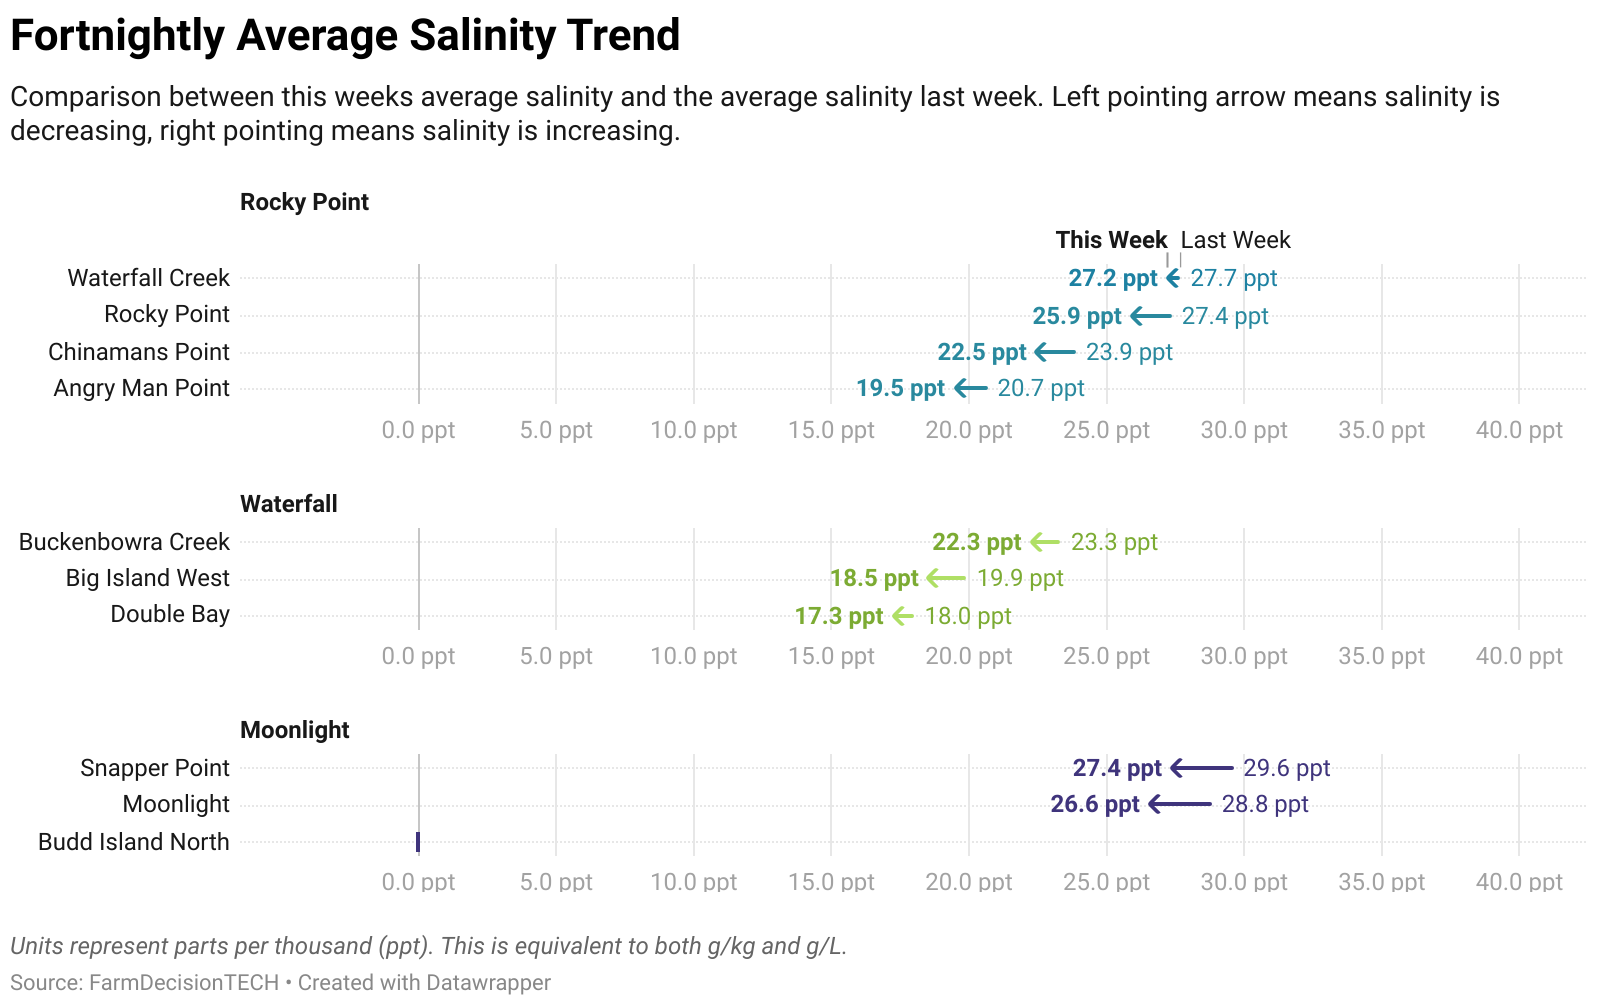 Fortnightly Average Salinity Trend
Comparison between this weeks average salinity and the average salinity last week. Left pointing arrow means salinity is
decreasing, right pointing means salinity is increasing.
Rocky Point
This Week Last Week
Waterfall Creek 27.2 ppt 27.7 ppt
Rocky Point 25.9 ppt 27.4 ppt
Chinamans Point 22.5 ppt 23.9 ppt
Angry Man Point 19.5 ppt 20.7 ppt
0.0 ppt 5.0 ppt 10.0 ppt 15.0 ppt 20.0 ppt 25.0 ppt 30.0 ppt 35.0 ppt 40.0 ppt
Waterfall
Buckenbowra Creek 22.3 ppt 23.3 ppt
Big Island West 18.5 ppt 19.9 ppt
Double Bay 17.3 ppt 18.0 ppt
0.0 ppt 5.0 ppt 10.0 ppt 15.0 ppt 20.0 ppt 25.0 ppt 30.0 ppt 35.0 ppt 40.0 ppt
Moonlight
Snapper Point 27.4 ppt 29.6 ppt
Moonlight 26.6 ppt 28.8 ppt
Budd Island North
0.0 ppt 5.0 ppt 10.0 ppt 15.0 ppt 20.0 ppt 25.0 ppt 30.0 ppt 35.0 ppt 40.0 ppt
Units represent parts per thousand (ppt). This is equivalent to both g/kg and g/L.
Source: FarmDecisionTECH • Created with Datawrapper